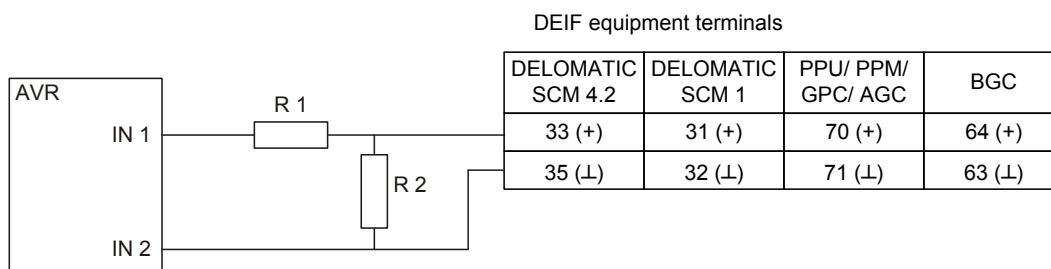 DEIF equipment terminals
DELOMATIC SCM 4.2
DELOMATIC SCM 1
PPU/ PPM/ GPC/ AGC
BGC
33 (+)
31 (+)
70 (+)
64 (+)
35 (⊥)
32 (⊥)
71 (⊥)
63 (⊥)
AVR
IN 1
R 1
R 2
IN 2